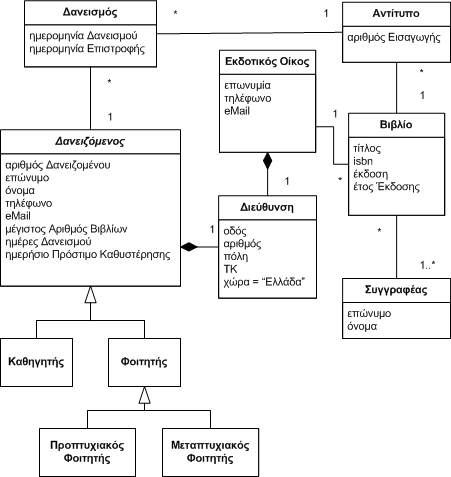 Δανεισμός
ημερομηνία Δανεισμού
ημερομηνία Επιστροφής
*
1
Αντίτυπο
αριθμός Εισαγωγής
*
1
*
1
Εκδοτικός Οίκος
επωνυμία
τηλέφωνο
eMail
1
*
Βιβλίο
τίτλος
isbn
έκδοση
έτος Έκδοσης
Δανειζόμενος
αριθμός Δανειζομένου
επώνυμο
όνομα
τηλέφωνο
eMail
μέγιστος Αριθμός Βιβλίων
ημέρες Δανεισμού
ημερήσιο Πρόστιμο Καθυστέρησης
1
1
Διεύθυνση
οδός
αριθμός
πόλη
ΤΚ
χώρα = “Ελλάδα”
*
1..*
Συγγραφέας
επώνυμο
όνομα
Καθηγητής
Φοιτητής
Προπτυχιακός
Φοιτητής
Μεταπτυχιακός
Φοιτητής